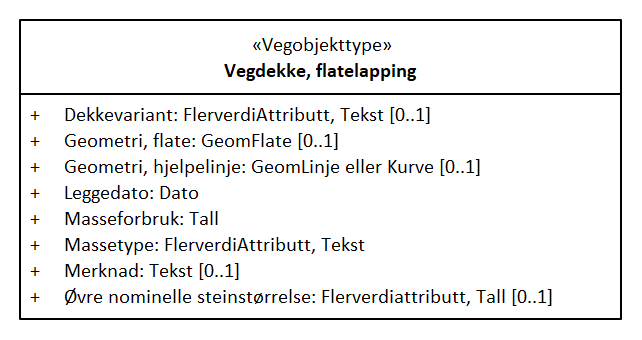 «Vegobjekttype»
Vegdekke, flatelapping
+ Dekkevariant: FlerverdiAttributt, Tekst [0..1]
+ Geometri, flate: GeomFlate [0..1]
+ Geometri, hjelpelinje: GeomLinje eller Kurve [0..1]
+ Leggedato: Dato
+ Masseforbruk: Tall
+ Massetype: FlerverdiAttributt, Tekst
+ Merknad: Tekst [0..1]
+ Øvre nominelle steinstørrelse: Flerverdiattributt, Tall [0..1]